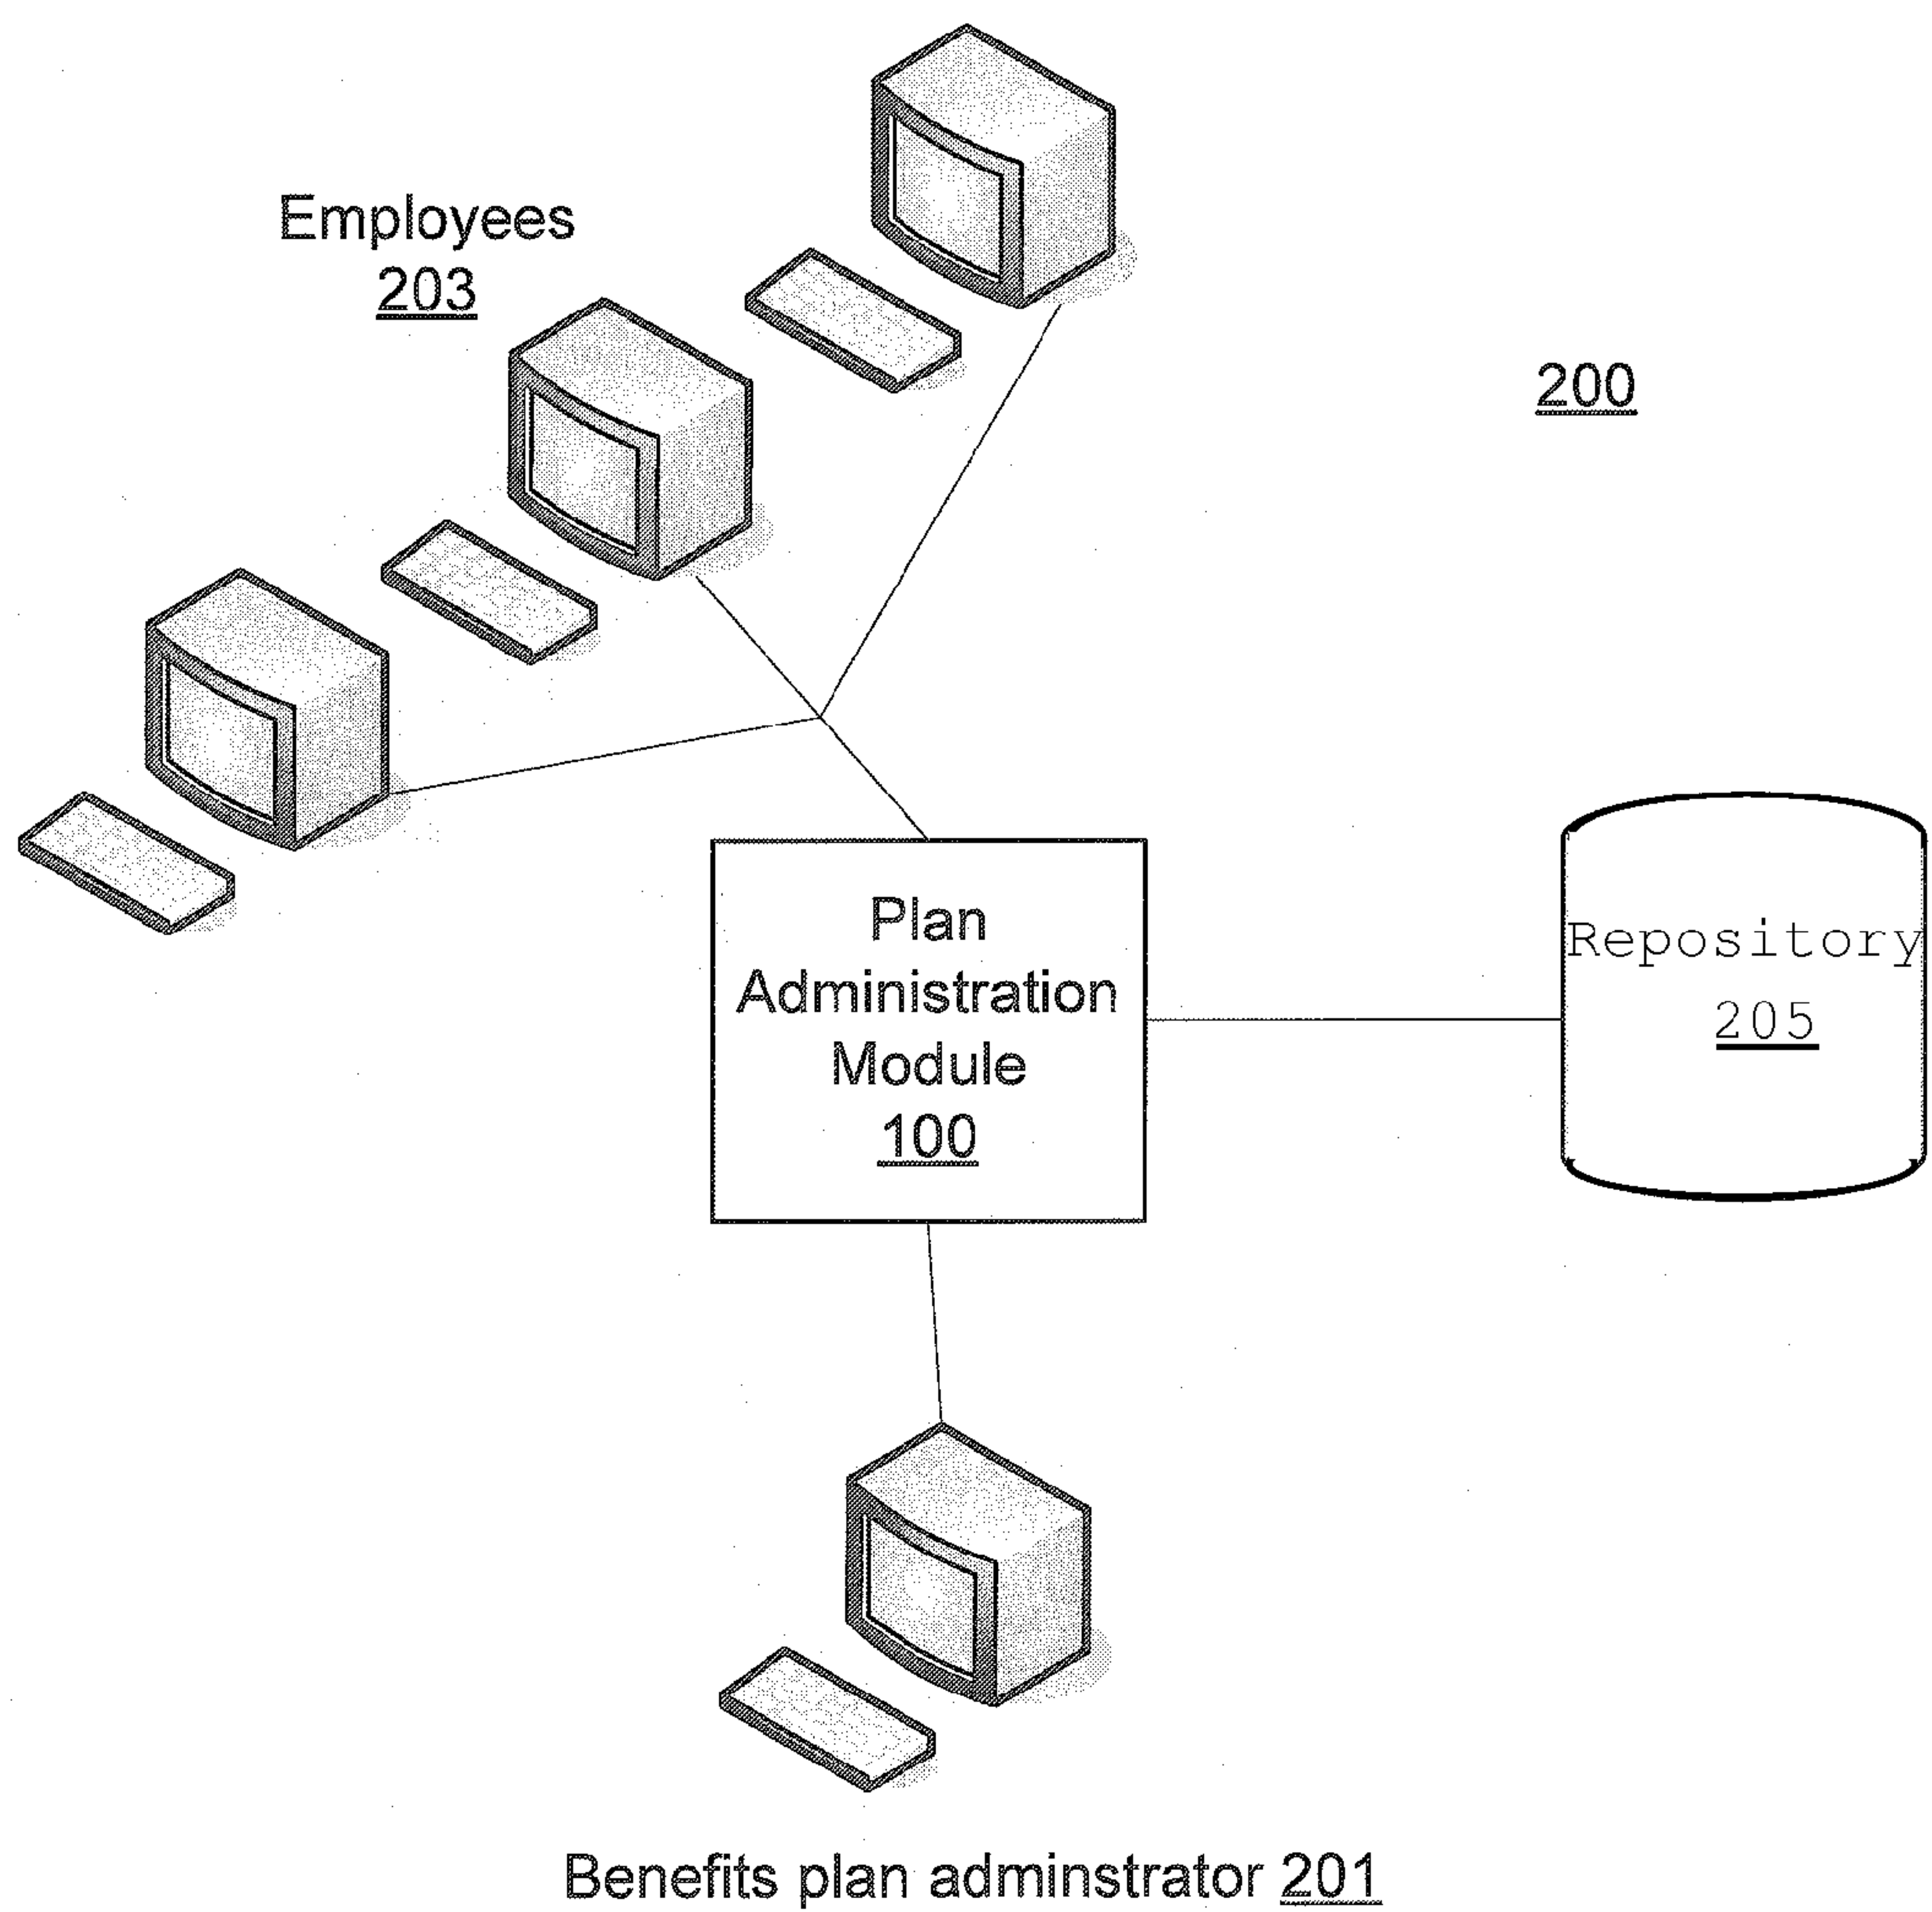 Employees
203
200
Plan
Administration
Module
100
Repository
205
Benefits plan adminstrator 201